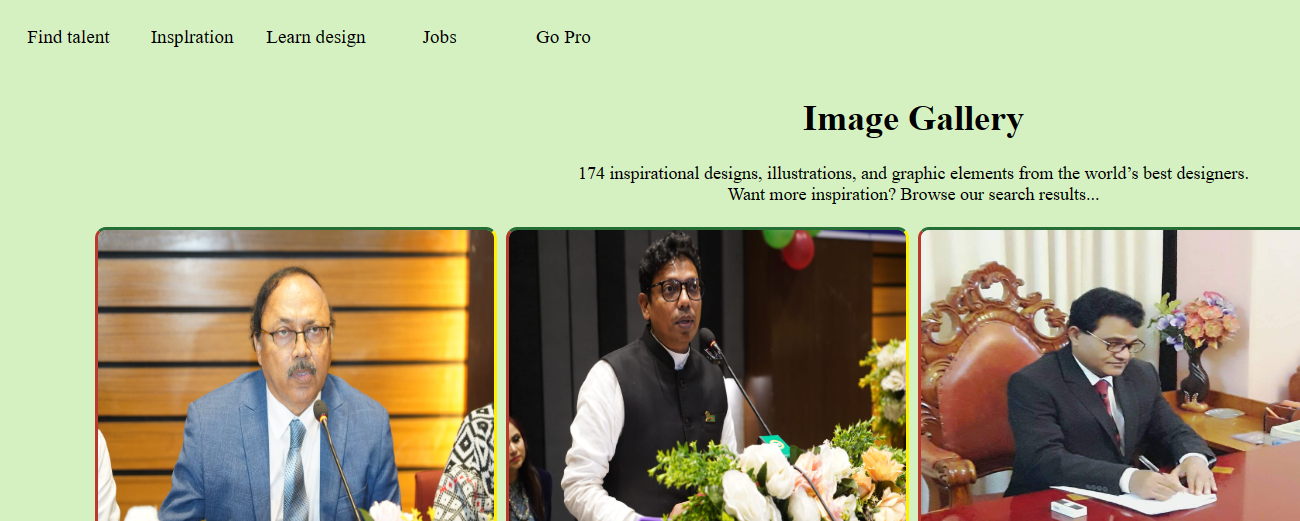 Find talent Insplration Learn design Jobs Go Pro
Image Gallery
174 inspirational designs, illustrations, and graphic elements from the world’s best designers.
Want more inspiration? Browse our search results...